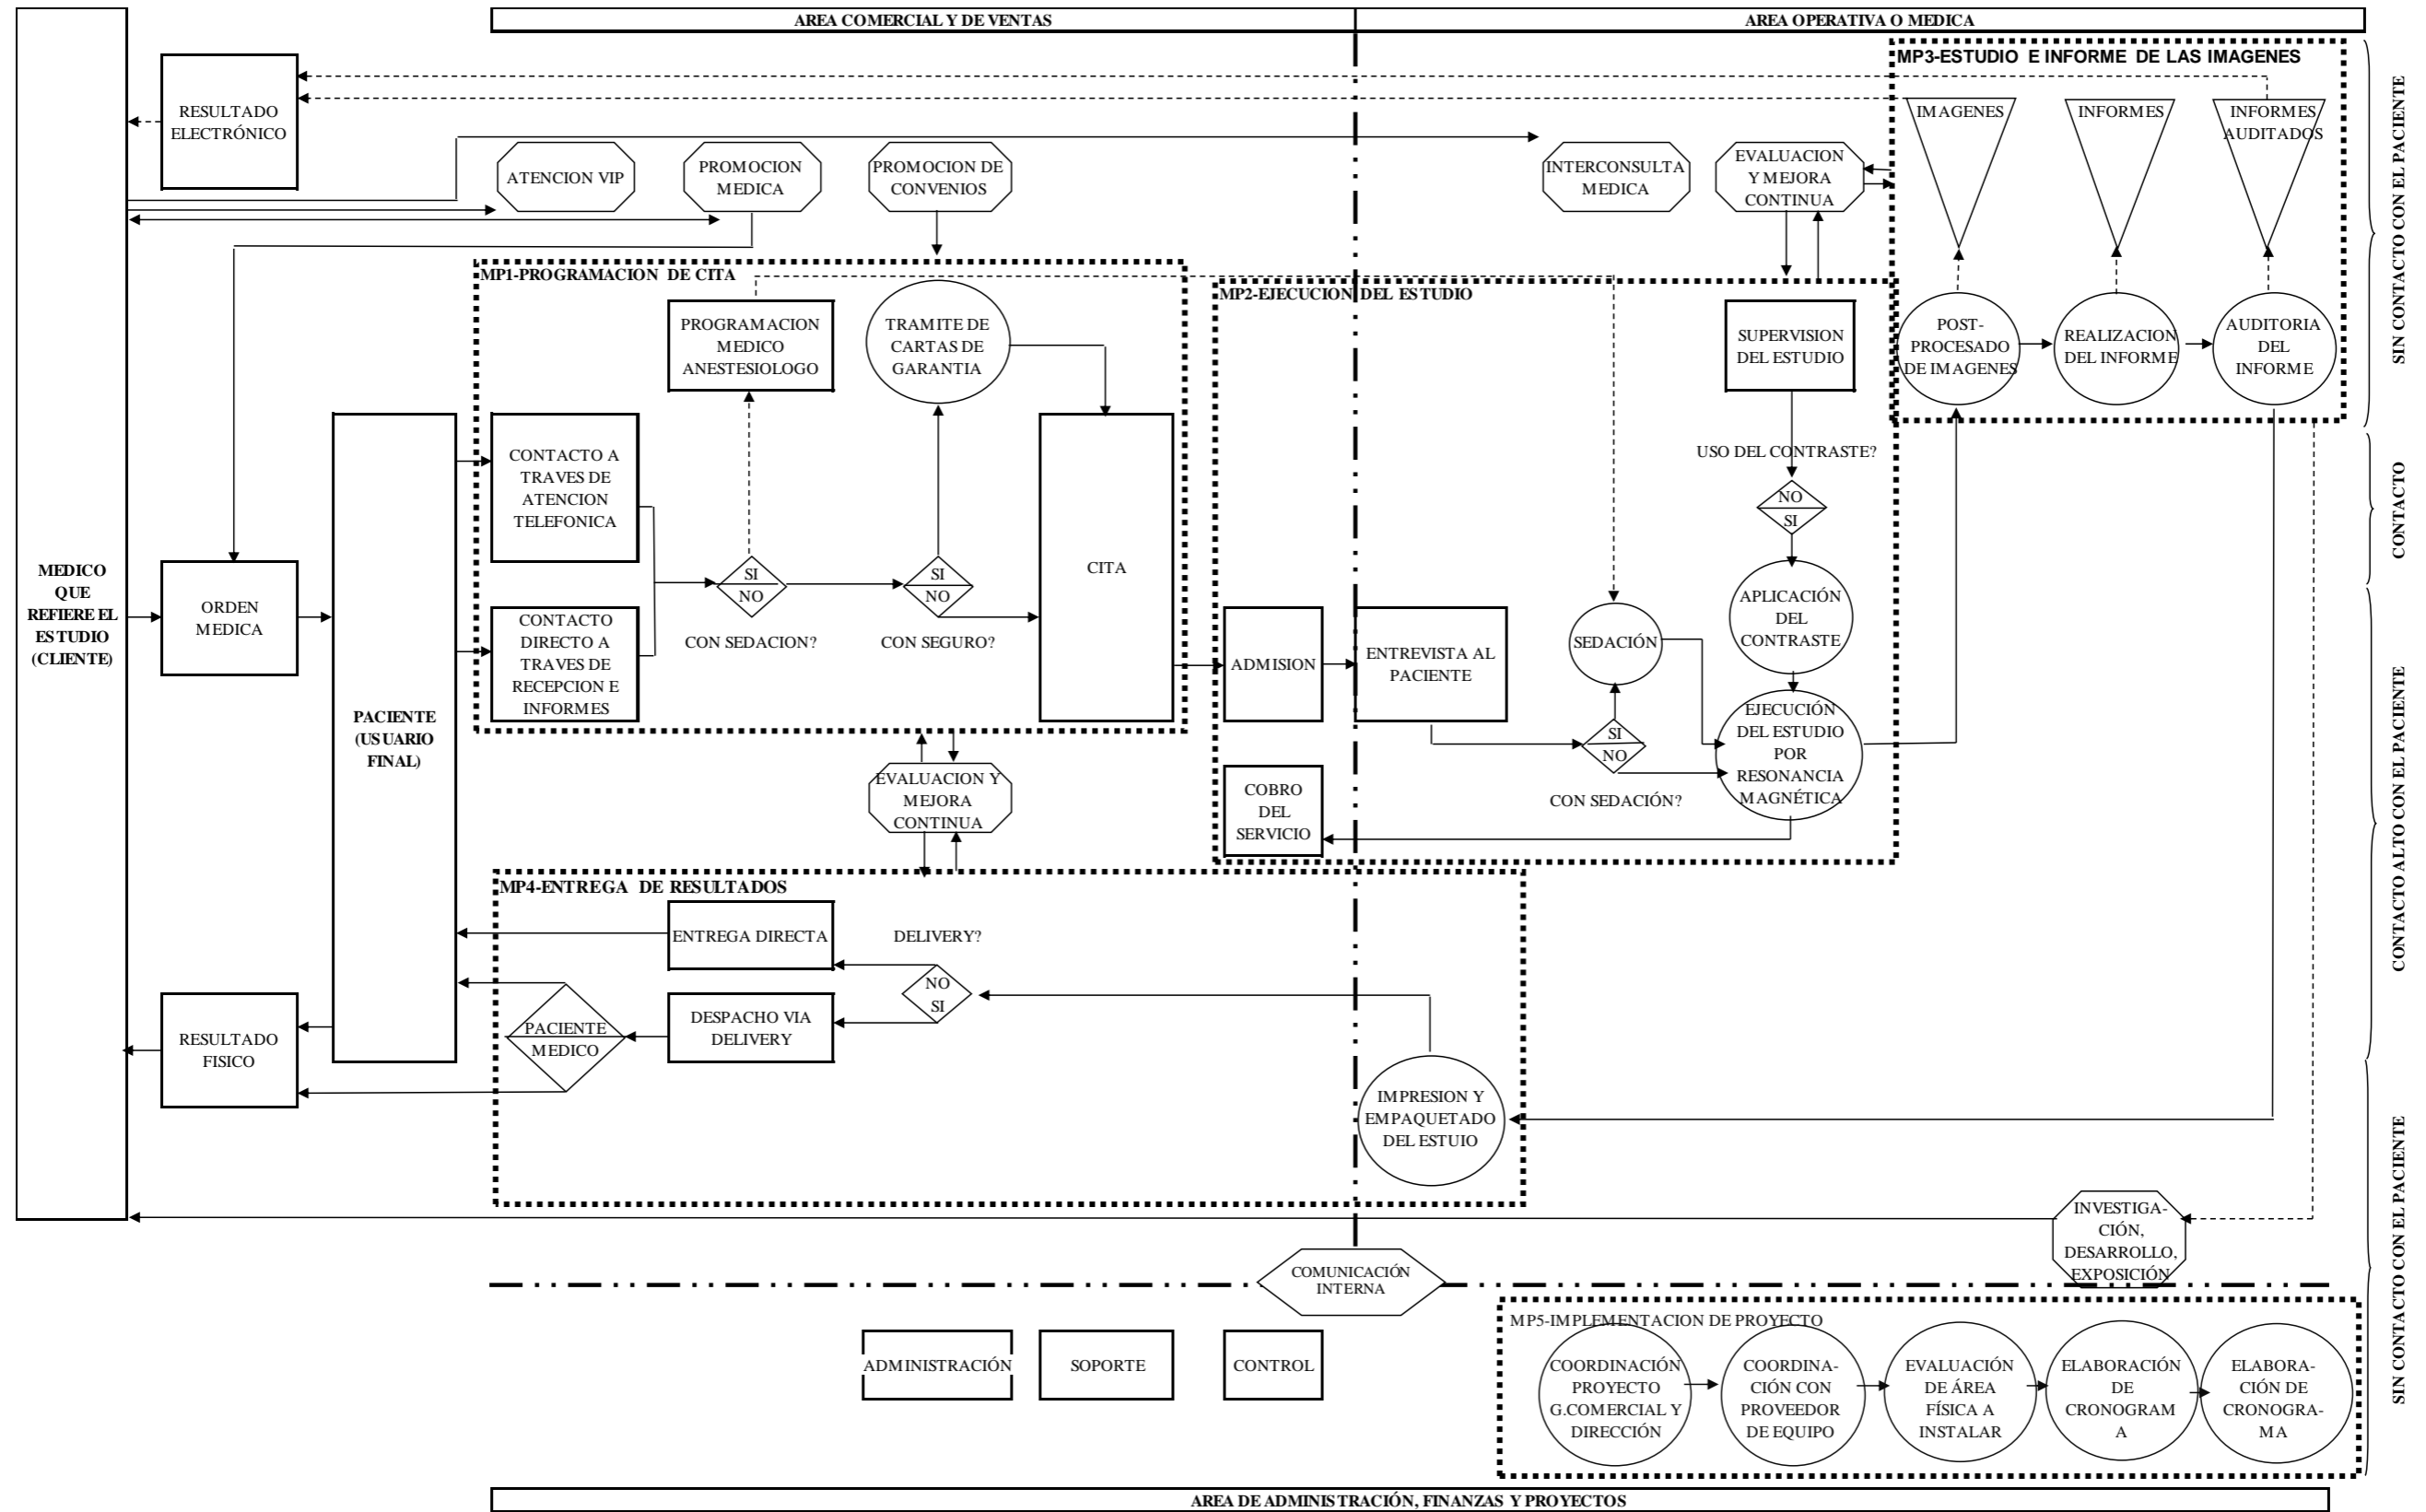 AREA COMERCIAL Y DE VENTAS
AREA OPERATIVA O MEDICA
MP3-ESTUDIO E INFORME DE LAS IMAGENES
RESULTADO
ELECTRÓNICO
IMAGENES
INFORMES
INFORMES
AUDITADOS
ATENCION VIP
PROMOCION
MEDICA
PROMOCION DE
CONVENIOS
INTERCONSULTA
MEDICA
EVALUACION
Y MEJORA
CONTINUA
SIN CONTACTO CON EL PACIENTE
MP1-PROGRAMACION DE CITA
MP2-EJECUCION DEL ESTUDIO
PROGRAMACION
MEDICO
ANESTESIOLOGO
TRAMITE DE
CARTAS DE
GARANTIA
SUPERVISION
DEL ESTUDIO
POST-
PROCESADO
DE IMAGENES
REALIZACION
DEL INFORME
AUDITORIA
DEL
INFORME
CONTACTO A
TRAVES DE
ATENCION
TELEFONICA
USO DEL CONTRASTE?
NO
SI
CONTACTO
MEDICO
QUE
REFIERE EL
ESTUDIO
(CLIENTE)
ORDEN
MEDICA
PACIENTE
(USUARIO
FINAL)
SI
NO
CON SEDACION?
SI
NO
CON SEGURO?
CITA
CONTACTO
DIRECTO A
TRAVES DE
RECEPCION E
INFORMES
ADMISION
ENTREVISTA AL
PACIENTE
SEDACIÓN
APLICACIÓN
DEL
CONTRASTE
SI
NO
CON SEDACIÓN?
EJECUCIÓN
DEL ESTUDIO
POR
RESONANCIA
MAGNÉTICA
COBRO
DEL
SERVICIO
EVALUACION Y
MEJORA
CONTINUA
CONTACTO ALTO CON EL PACIENTE
MP4-ENTREGA DE RESULTADOS
ENTREGA DIRECTA
DELIVERY?
NO
SI
DESPACHO VIA
DELIVERY
PACIENTE
MEDICO
RESULTADO
FISICO
IMPRESION Y
EMPAQUETADO
DEL ESTUIO
INVESTIGA-
CIÓN,
DESARROLLO,
EXPOSICIÓN
SIN CONTACTO CON EL PACIENTE
COMUNICACIÓN
INTERNA
MP5-IMPLEMENTACION DE PROYECTO
ADMINISTRACIÓN
SOPORTE
CONTROL
COORDINACIÓN
PROYECTO
G.COMERCIAL Y
DIRECCIÓN
COORDINA-
CIÓN CON
PROVEEDOR
DE EQUIPO
EVALUACIÓN
DE ÁREA
FÍSICA A
INSTALAR
ELABORACIÓN
DE
CRONOGRAM
A
ELABORA-
CIÓN DE
CRONOGRA-
MA
AREA DE ADMINISTRACIÓN, FINANZAS Y PROYECTOS